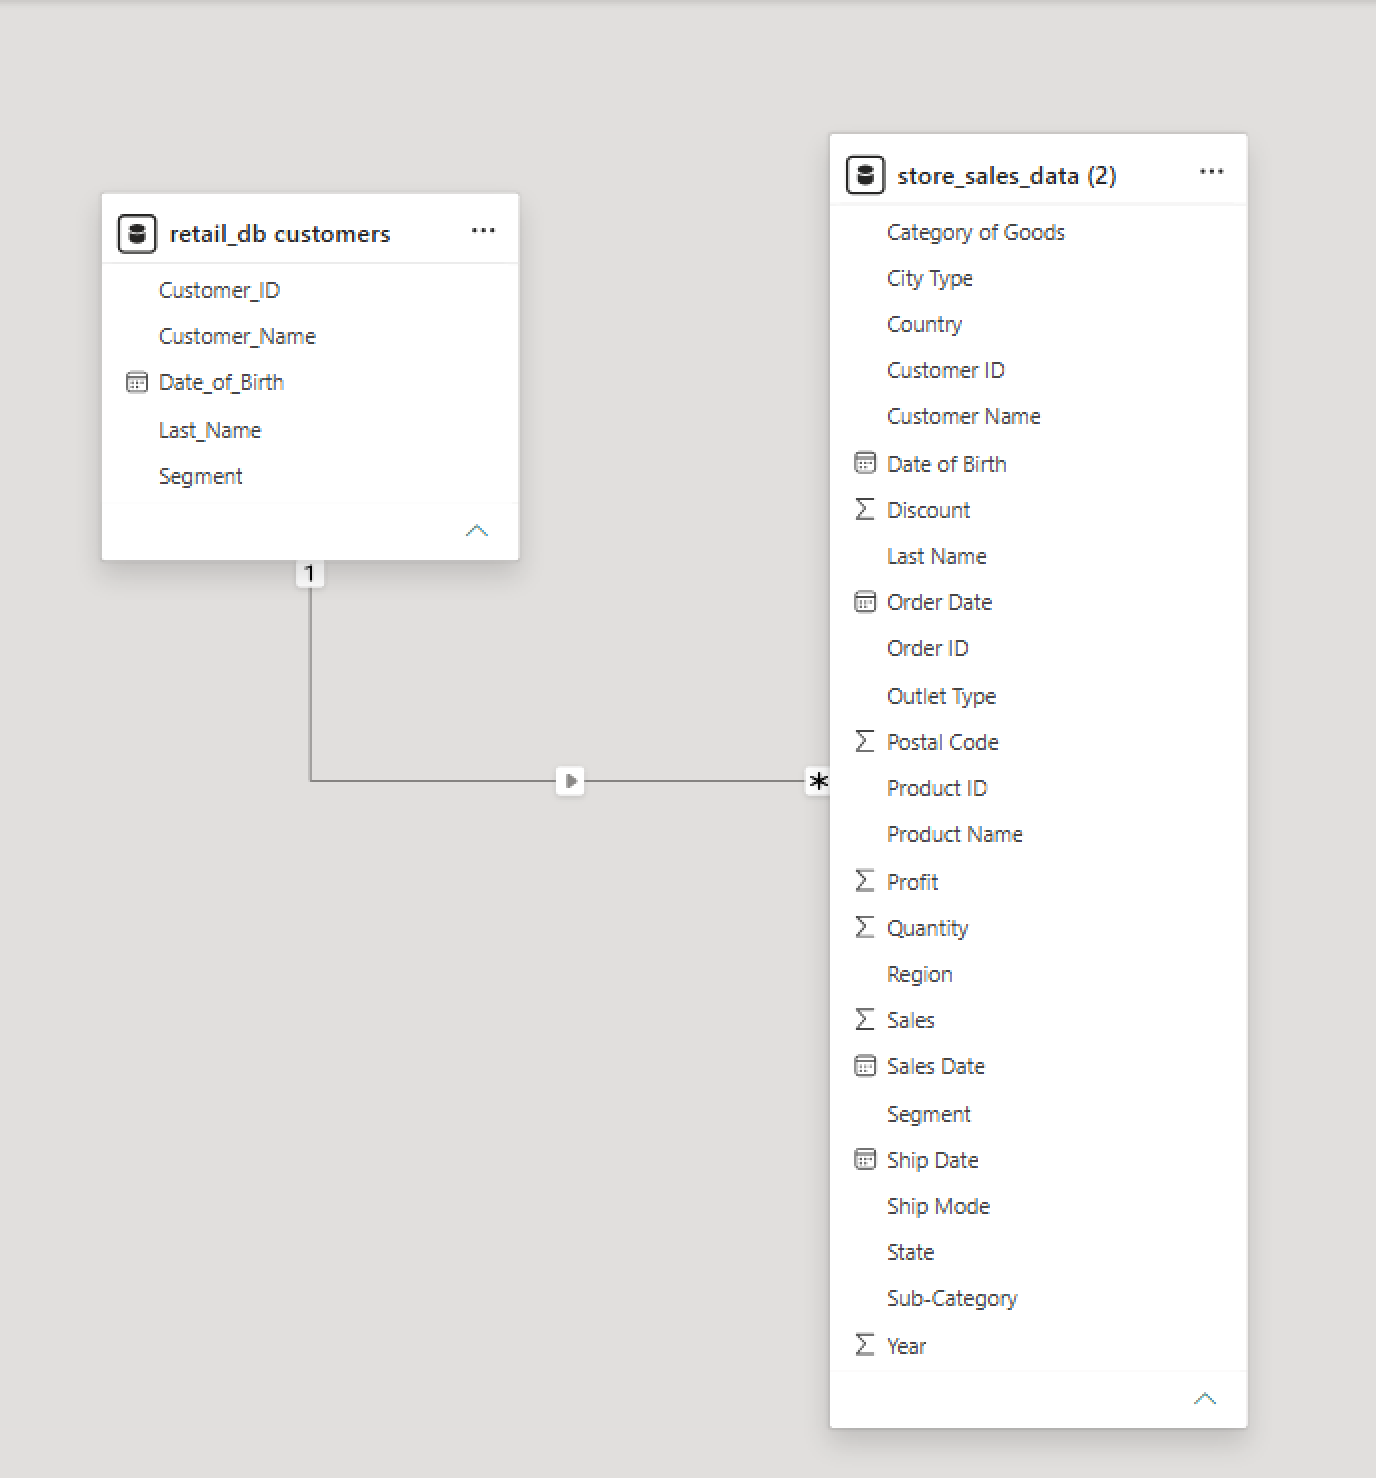 retail_db customers
Customer_ID
Customer_Name
Date_of_Birth
Last_Name
Segment
1
*
store_sales_data (2)
Category of Goods
City Type
Country
Customer ID
Customer Name
Date of Birth
Discount
Last Name
Order Date
Order ID
Outlet Type
Postal Code
Product ID
Product Name
Profit
Quantity
Region
Sales
Sales Date
Segment
Ship Date
Ship Mode
State
Sub-Category
Year